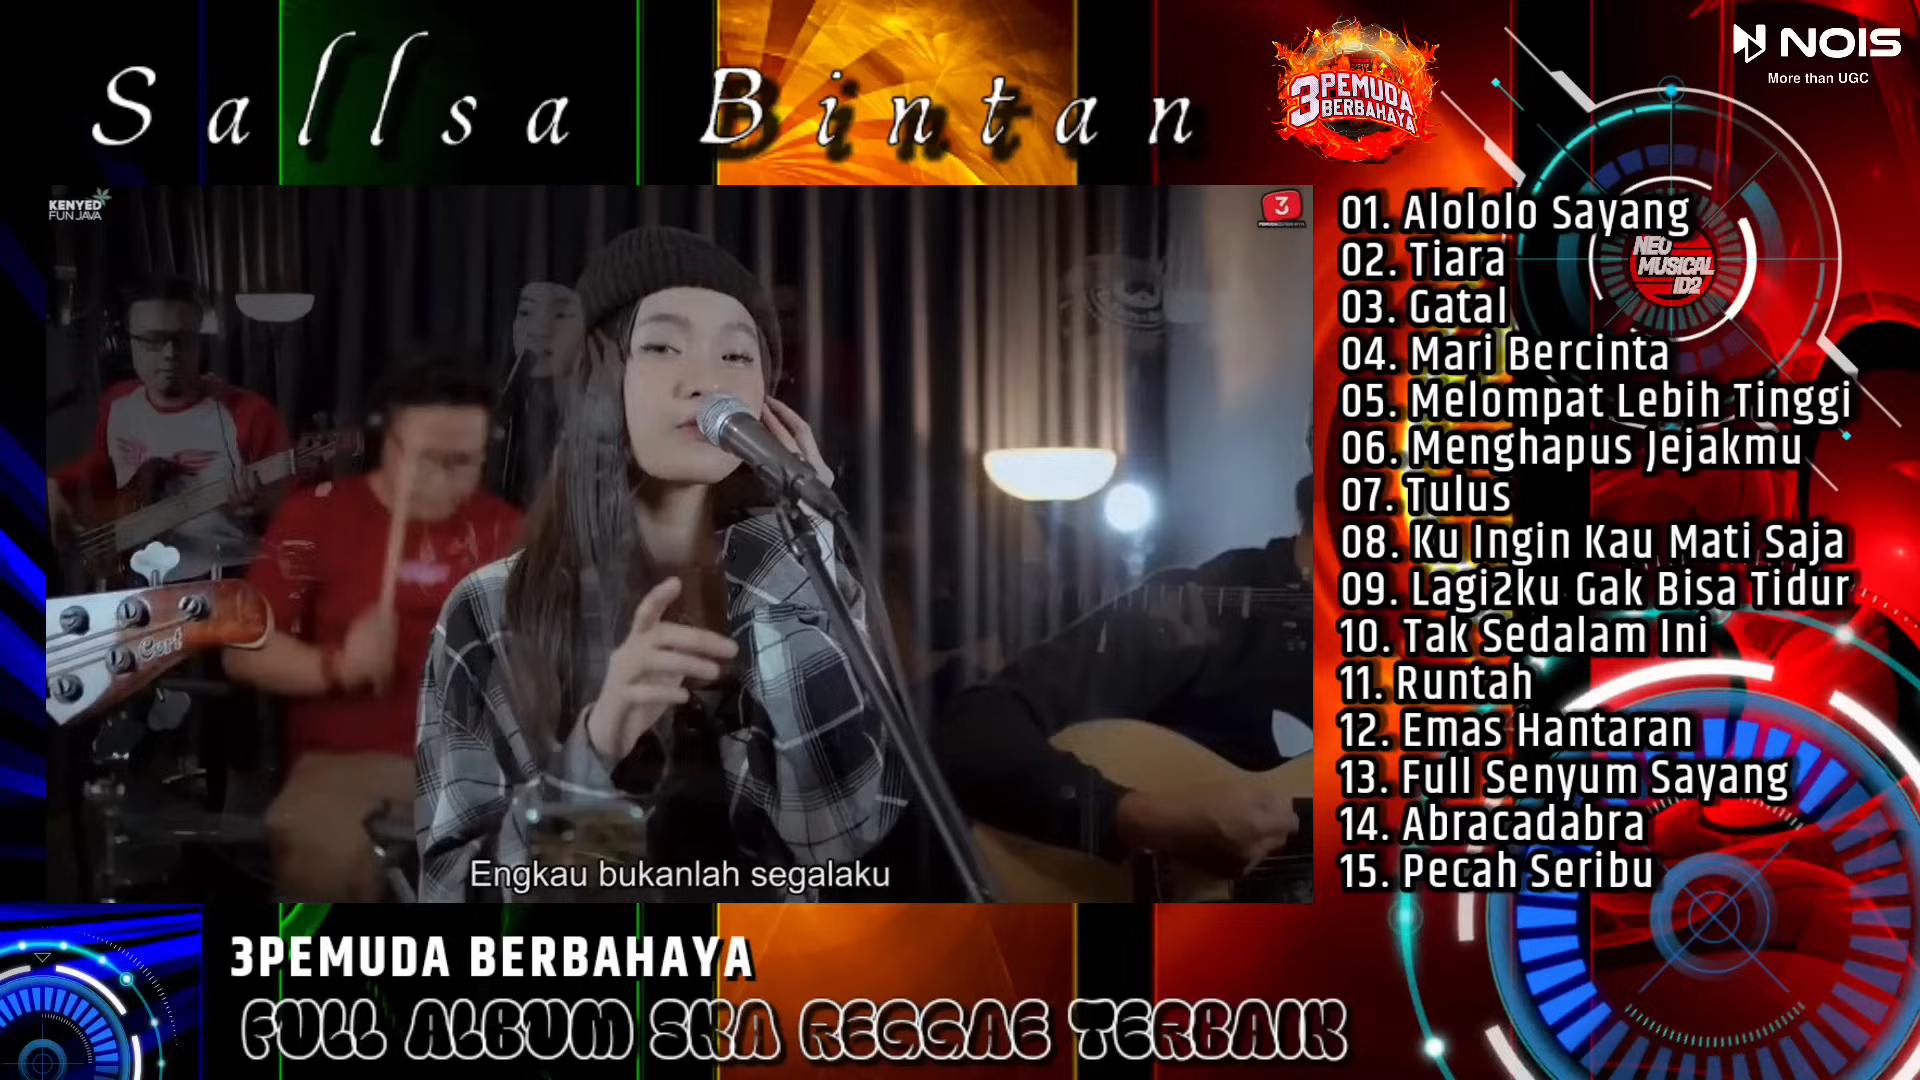 Sallsa Bintan
3PEMUDA
BERBAHAYA
NOIS
More than UGC
KENYED
FUN JAVA
3
01. Alololo Sayang
02. Tiara
03. Gatal
04. Mari Bercinta
05. Melompat Lebih Tinggi
06. Menghapus Jejakmu
07. Tulus
08. Ku Ingin Kau Mati Saja
09. Lagi2ku Gak Bisa Tidur
10. Tak Sedalam Ini
11. Runtah
12. Emas Hantaran
13. Full Senyum Sayang
14. Abracadabra
15. Pecah Seribu
NEO
MUSICAL
ID2
Cort
Engkau bukanlah segalaku
3PEMUDA BERBAHAYA
FULL ALBUM SKA REGGAE TERBAIK